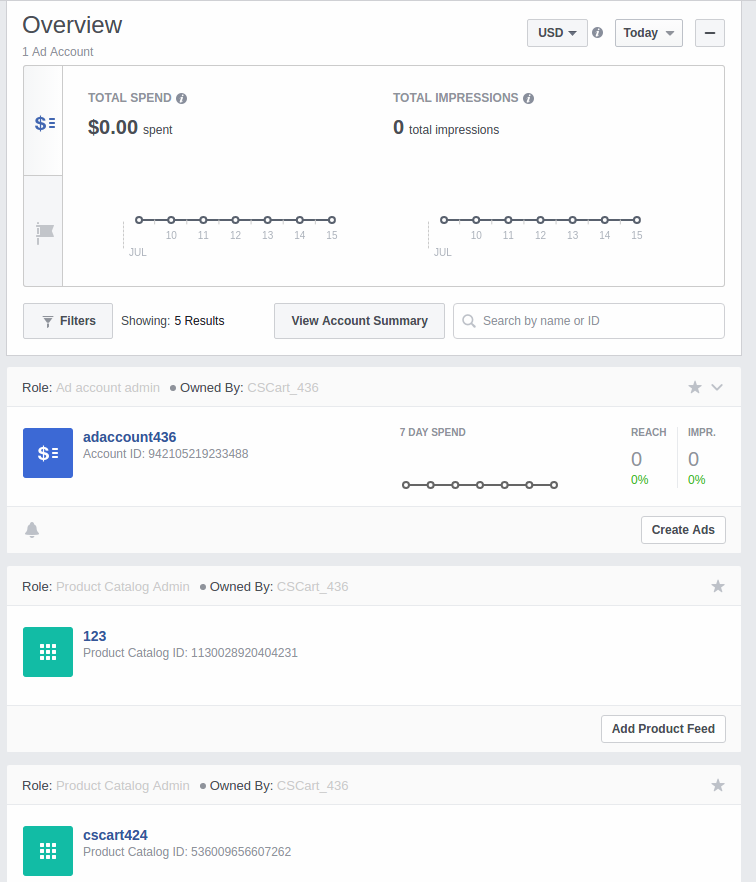 Overview
1 Ad Account
USD
Today
TOTAL SPEND
$0.00 spent
TOTAL IMPRESSIONS
0 total impressions
10 11 12 13 14 15
JUL
10 11 12 13 14 15
JUL
Filters
Showing: 5 Results
View Account Summary
Search by name or ID
Role: Ad account admin ● Owned By: CSCart_436
adaccount436
Account ID: 942105219233488
7 DAY SPEND
REACH
0
0%
IMPR.
0
0%
Create Ads
Role: Product Catalog Admin ● Owned By: CSCart_436
123
Product Catalog ID: 1130028920404231
Add Product Feed
Role: Product Catalog Admin ● Owned By: CSCart_436
cscart424
Product Catalog ID: 536009656607262